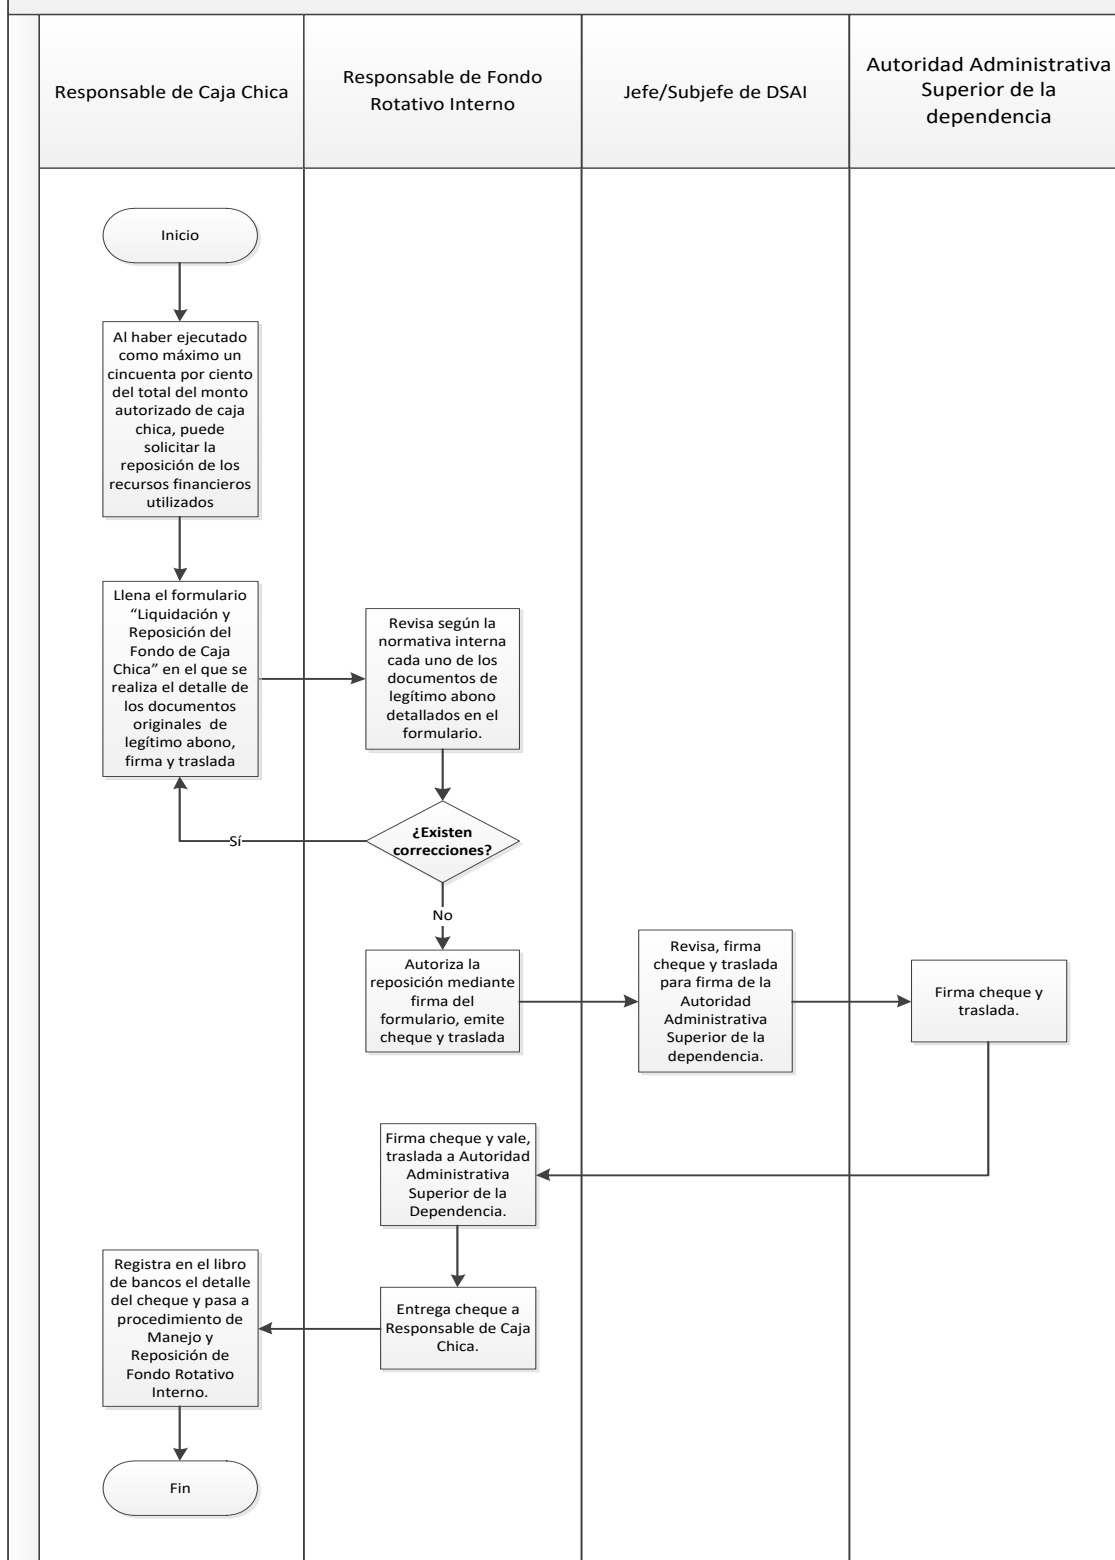 Responsable de Caja Chica
Responsable de Fondo
Rotativo Interno
Jefe/Subjefe de DSAI
Autoridad Administrativa
Superior de la
dependencia
Inicio
Al haber ejecutado
como máximo un
cincuenta por ciento
del total del monto
autorizado de caja
chica, puede
solicitar la
reposición de los
recursos financieros
utilizados
Llena el formulario
“Liquidación y
Reposición del
Fondo de Caja
Chica” en el que se
realiza el detalle de
los documentos
originales de
legítimo abono,
firma y traslada
Revisa según la
normativa interna
cada uno de los
documentos de
legítimo abono
detallados en el
formulario.
¿Existen
correcciones?
Sí
No
Autoriza la
reposición mediante
firma del
formulario, emite
cheque y traslada
Revisa, firma
cheque y traslada
para firma de la
Autoridad
Administrativa
Superior de la
dependencia.
Firma cheque y
traslada.
Firma cheque y vale,
traslada a Autoridad
Administrativa
Superior de la
Dependencia.
Entrega cheque a
Responsable de Caja
Chica.
Registra en el libro
de bancos el detalle
del cheque y pasa a
procedimiento de
Manejo y
Reposición de
Fondo Rotativo
Interno.
Fin